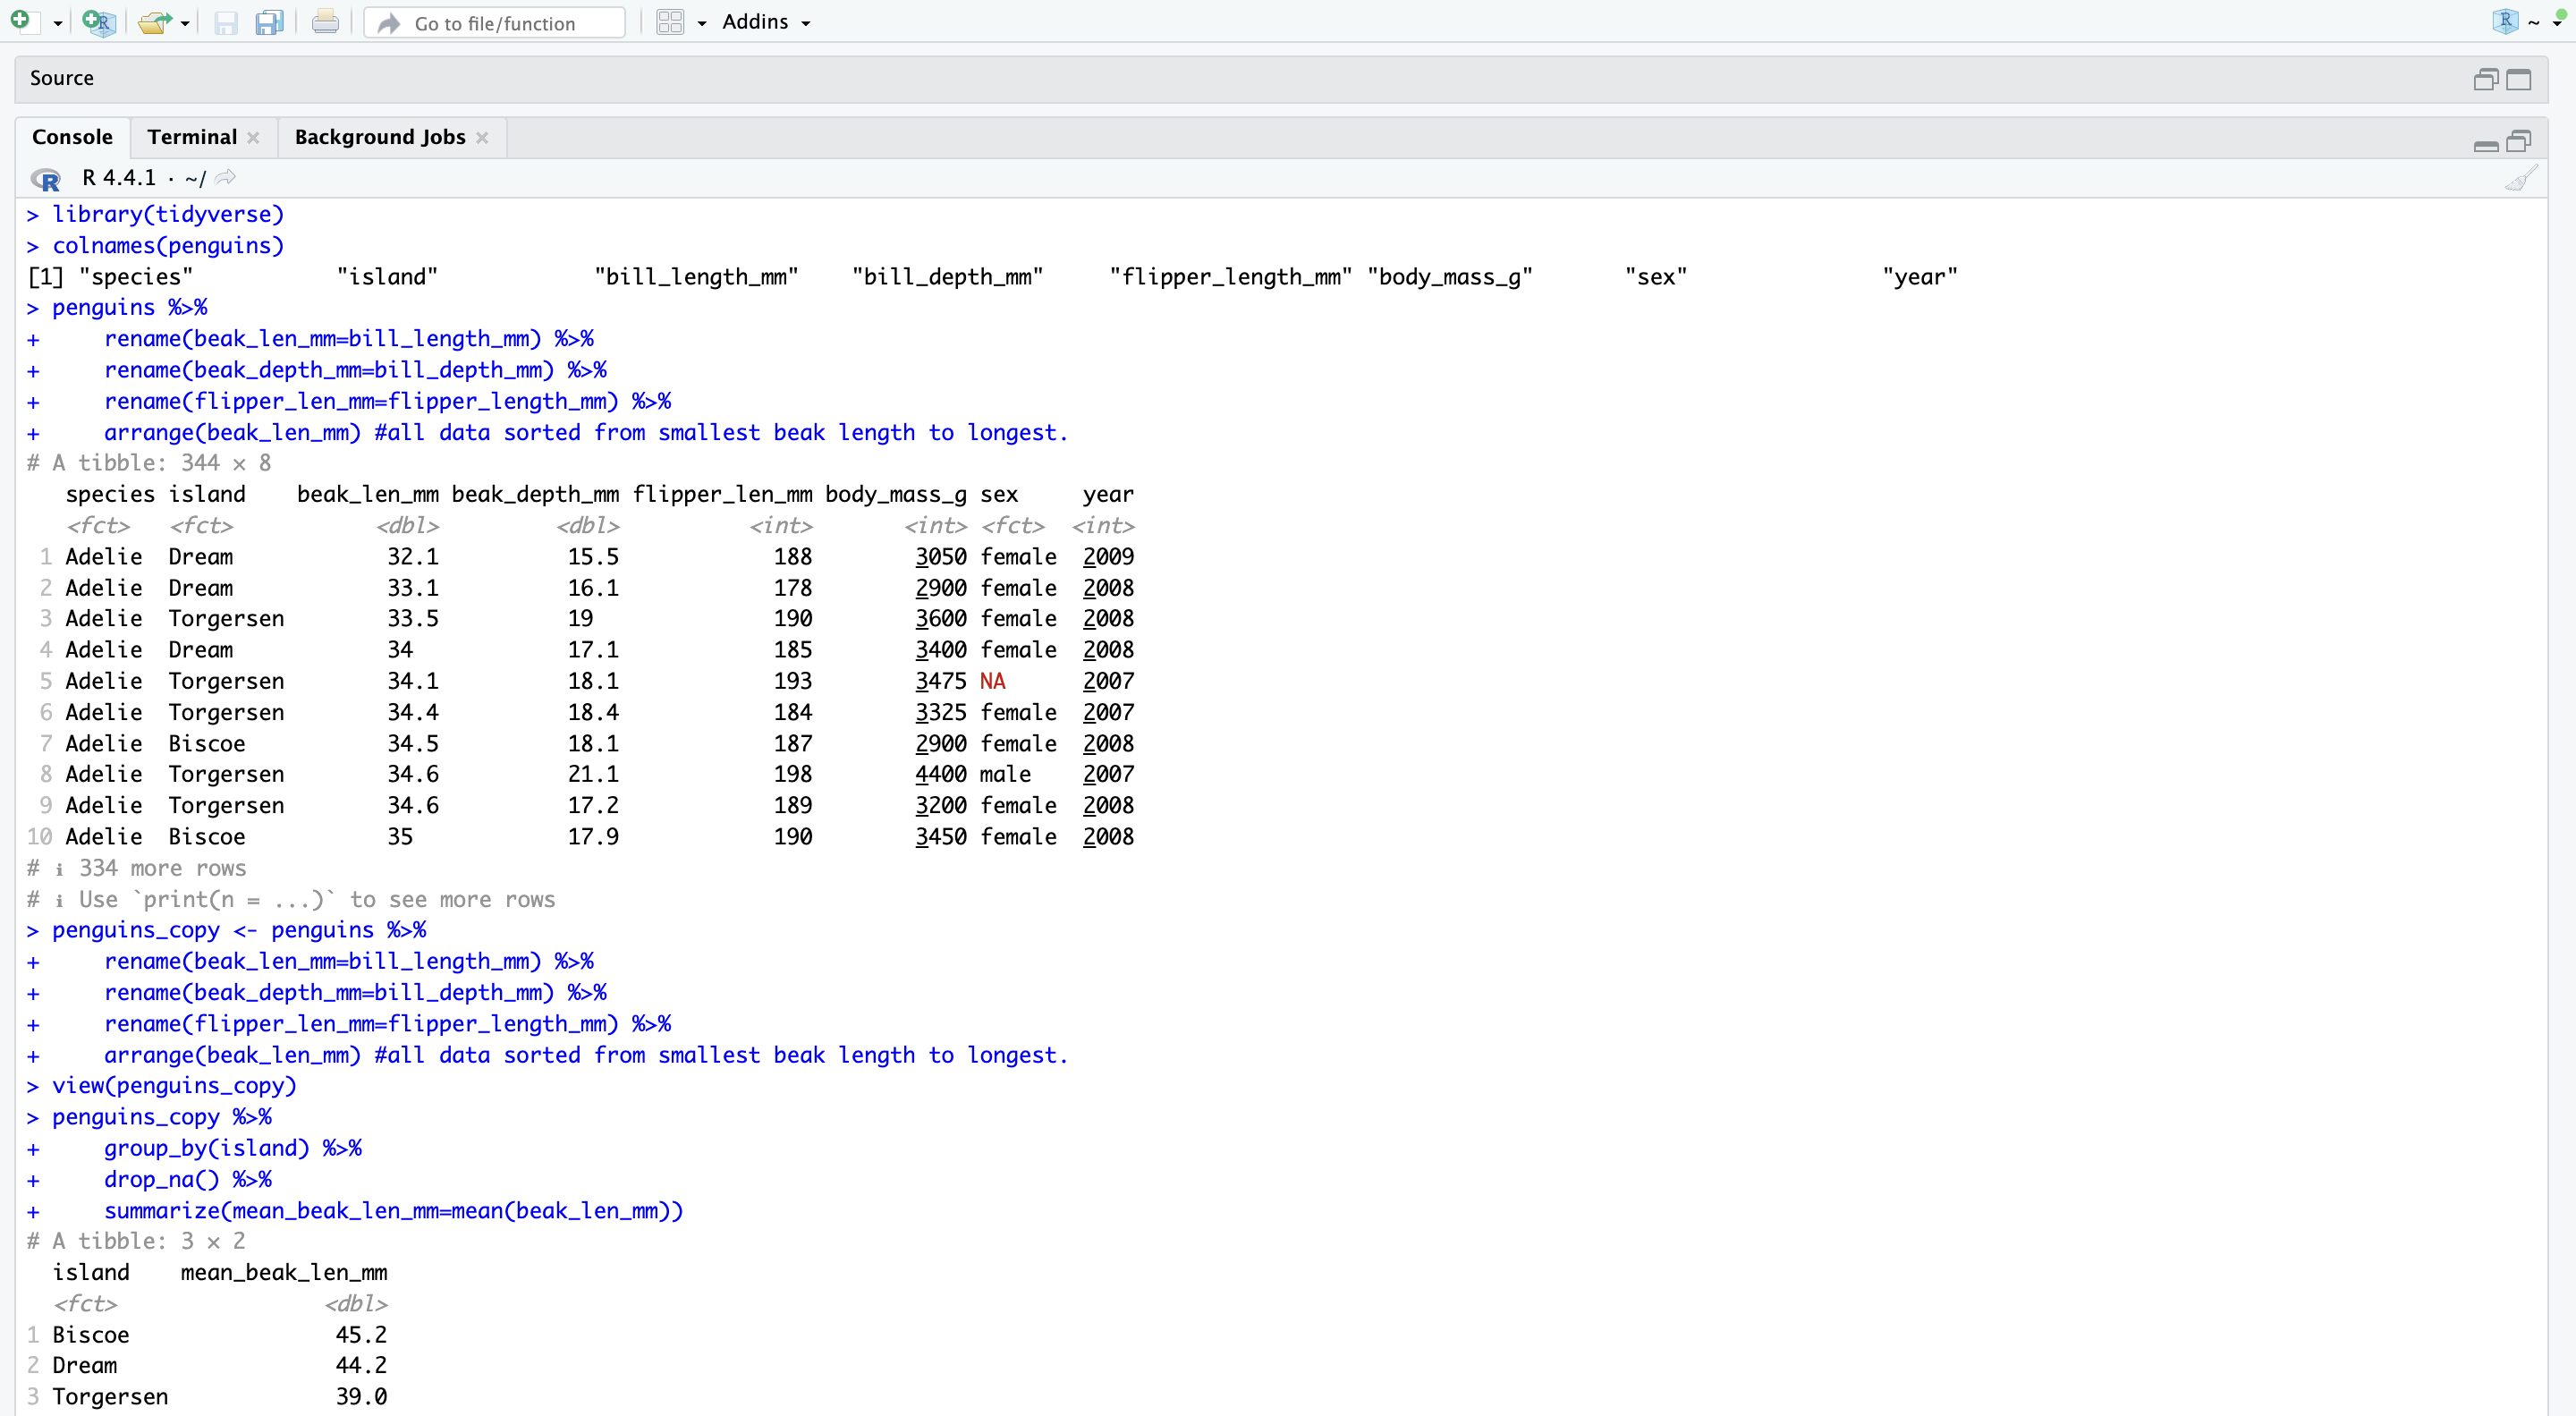 Go to file/function Addins R ~
Source
Console Terminal Background Jobs
R 4.4.1 · ~/
> library(tidyverse)
> colnames(penguins)
[1] "species" "island" "bill_length_mm" "bill_depth_mm" "flipper_length_mm" "body_mass_g" "sex" "year"
> penguins %>%
+ rename(beak_len_mm=bill_length_mm) %>%
+ rename(beak_depth_mm=bill_depth_mm) %>%
+ rename(flipper_len_mm=flipper_length_mm) %>%
+ arrange(beak_len_mm) #all data sorted from smallest beak length to longest.
# A tibble: 344 × 8
species island beak_len_mm beak_depth_mm flipper_len_mm body_mass_g sex year
<fct> <fct> <dbl> <dbl> <int> <int> <fct> <int>
1 Adelie Dream 32.1 15.5 188 3050 female 2009
2 Adelie Dream 33.1 16.1 178 2900 female 2008
3 Adelie Torgersen 33.5 19 190 3600 female 2008
4 Adelie Dream 34 17.1 185 3400 female 2008
5 Adelie Torgersen 34.1 18.1 193 3475 NA 2007
6 Adelie Torgersen 34.4 18.4 184 3325 female 2007
7 Adelie Biscoe 34.5 18.1 187 2900 female 2008
8 Adelie Torgersen 34.6 21.1 198 4400 male 2007
9 Adelie Torgersen 34.6 17.2 189 3200 female 2008
10 Adelie Biscoe 35 17.9 190 3450 female 2008
# ℹ 334 more rows
# ℹ Use `print(n = ...)` to see more rows
> penguins_copy <- penguins %>%
+ rename(beak_len_mm=bill_length_mm) %>%
+ rename(beak_depth_mm=bill_depth_mm) %>%
+ rename(flipper_len_mm=flipper_length_mm) %>%
+ arrange(beak_len_mm) #all data sorted from smallest beak length to longest.
> view(penguins_copy)
> penguins_copy %>%
+ group_by(island) %>%
+ drop_na() %>%
+ summarize(mean_beak_len_mm=mean(beak_len_mm))
# A tibble: 3 × 2
island mean_beak_len_mm
<fct> <dbl>
1 Biscoe 45.2
2 Dream 44.2
3 Torgersen 39.0